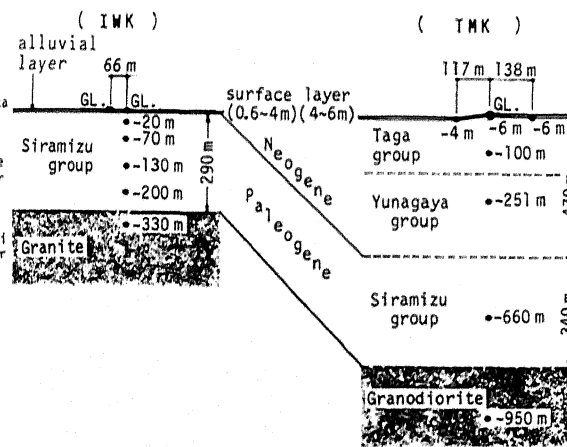 ( IWK )
( TMK )
alluvial
layer
66 m
117 m
138 m
GL.
GL.
surface layer
(0.6~4m)
(4~6m)
GL.
-4 m
-6 m
-6 m
-20 m
-70 m
Siramizu
group
-130 m
-200 m
290 m
-330 m
Granite
Neogene
Paleogene
Taga
group
-100 m
Yunagaya
group
-251 m
Siramizu
group
-660 m
Granodiorite
-950 m